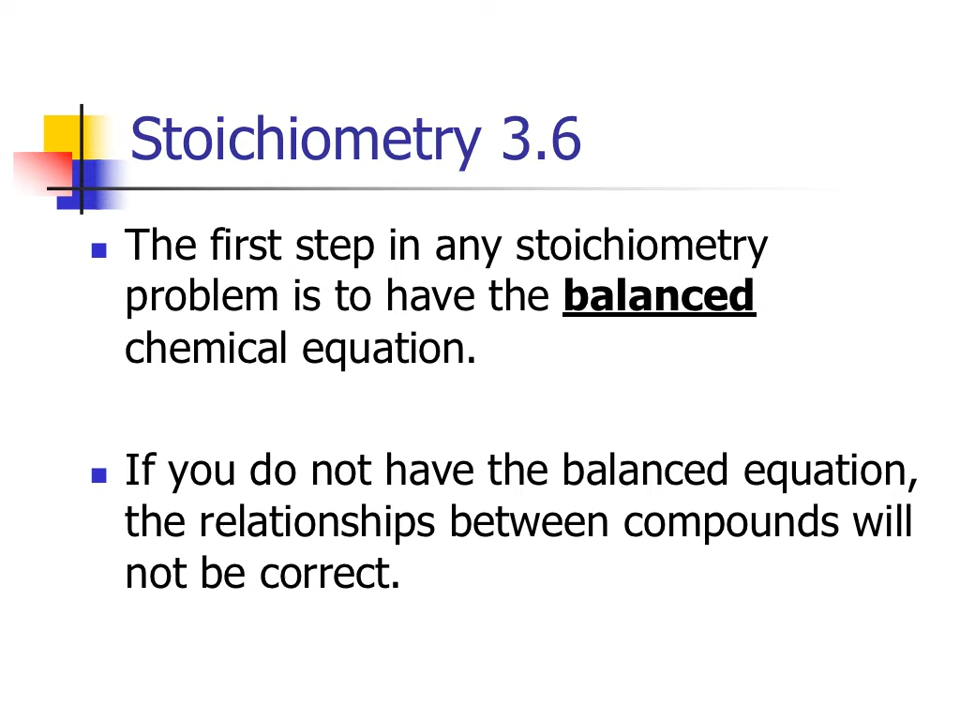 Stoichiometry 3.6
The first step in any stoichiometry
problem is to have the balanced
chemical equation.
If you do not have the balanced equation,
the relationships between compounds will
not be correct.